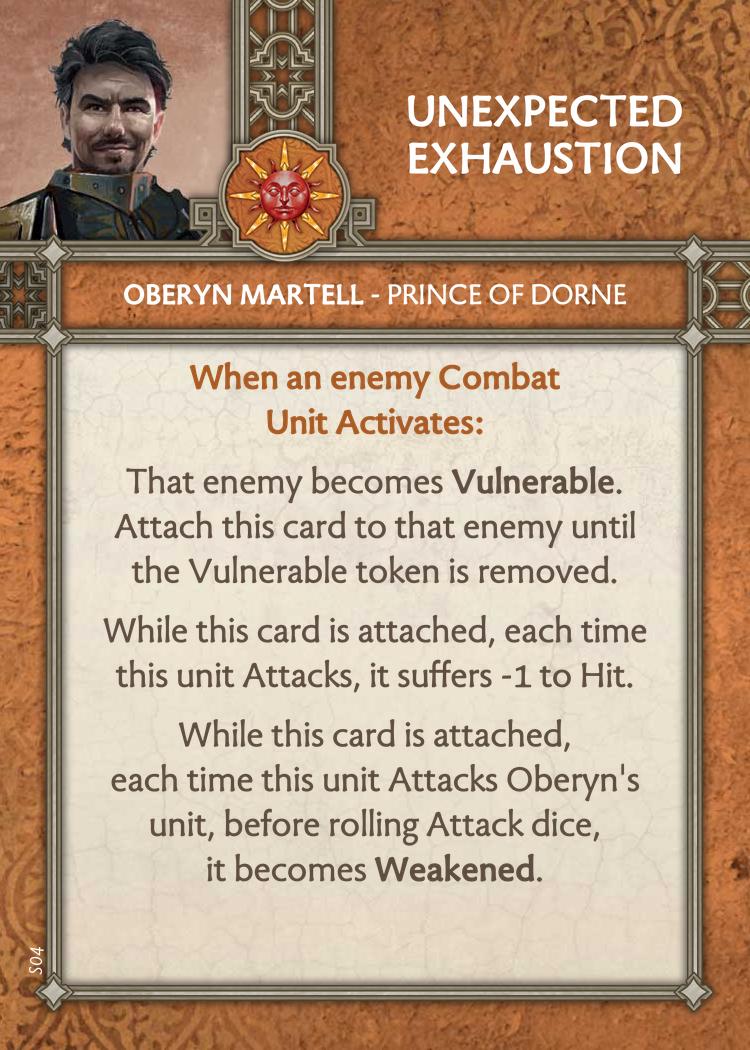 UNEXPECTED
EXHAUSTION
OBERYN MARTELL - PRINCE OF DORNE
When an enemy Combat
Unit Activates:
That enemy becomes Vulnerable.
Attach this card to that enemy until
the Vulnerable token is removed.
While this card is attached, each time
this unit Attacks, it suffers -1 to Hit.
While this card is attached,
each time this unit Attacks Oberyn's
unit, before rolling Attack dice,
it becomes Weakened.
S04